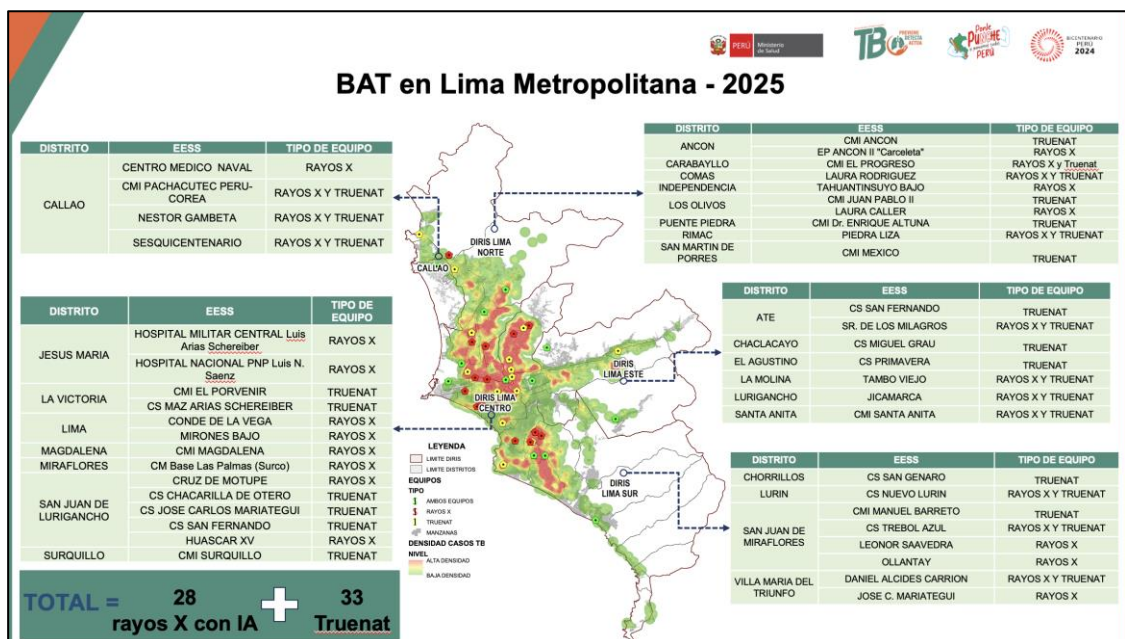 PERÚ
Ministerio
de Salud
TB
PREVIENE
DETECTA
ACTÚA
Ponte
PUNCHE
PERÚ
BICENTENARIO
PERÚ
2024
BAT en Lima Metropolitana - 2025
DISTRITO EESS TIPO DE EQUIPO
CALLAO
CENTRO MEDICO NAVAL RAYOS X
CMI PACHACUTEC PERU-
COREA RAYOS X Y TRUENAT
NESTOR GAMBETA RAYOS X Y TRUENAT
SESQUICENTENARIO RAYOS X Y TRUENAT
DISTRITO EESS TIPO DE EQUIPO
ANCON CMI ANCON TRUENAT
EP ANCON II "Carceleta" RAYOS X
CARABAYLLO CMI EL PROGRESO RAYOS X y Truenat
COMAS LAURA RODRIGUEZ RAYOS X Y TRUENAT
INDEPENDENCIA TAHUANTINSUYO BAJO RAYOS X
LOS OLIVOS CMI JUAN PABLO II TRUENAT
LAURA CALLER RAYOS X
PUENTE PIEDRA CMI Dr. ENRIQUE ALTUNA TRUENAT
RIMAC PIEDRA LIZA RAYOS X Y TRUENAT
SAN MARTIN DE
PORRES CMI MEXICO TRUENAT
DISTRITO EESS TIPO DE
EQUIPO
JESUS MARIA
HOSPITAL MILITAR CENTRAL Luis
Arias Schereiber RAYOS X
HOSPITAL NACIONAL PNP Luis N.
Saenz RAYOS X
LA VICTORIA CMI EL PORVENIR TRUENAT
CS MAZ ARIAS SCHEREIBER TRUENAT
LIMA CONDE DE LA VEGA RAYOS X
MIRONES BAJO RAYOS X
MAGDALENA CMI MAGDALENA RAYOS X
MIRAFLORES CM Base Las Palmas (Surco) RAYOS X
SAN JUAN DE
LURIGANCHO
CRUZ DE MOTUPE RAYOS X
CS CHACARILLA DE OTERO TRUENAT
CS JOSE CARLOS MARIATEGUI TRUENAT
CS SAN FERNANDO TRUENAT
HUASCAR XV RAYOS X
SURQUILLO CMI SURQUILLO TRUENAT
DISTRITO EESS TIPO DE EQUIPO
ATE CS SAN FERNANDO TRUENAT
SR. DE LOS MILAGROS RAYOS X Y TRUENAT
CHACLACAYO CS MIGUEL GRAU TRUENAT
EL AGUSTINO CS PRIMAVERA TRUENAT
LA MOLINA TAMBO VIEJO RAYOS X Y TRUENAT
LURIGANCHO JICAMARCA RAYOS X Y TRUENAT
SANTA ANITA CMI SANTA ANITA RAYOS X Y TRUENAT
DISTRITO EESS TIPO DE EQUIPO
CHORRILLOS CS SAN GENARO TRUENAT
LURIN CS NUEVO LURIN RAYOS X Y TRUENAT
SAN JUAN DE
MIRAFLORES
CMI MANUEL BARRETO TRUENAT
CS TREBOL AZUL RAYOS X Y TRUENAT
LEONOR SAAVEDRA RAYOS X
OLLANTAY RAYOS X
VILLA MARIA DEL
TRIUNFO
DANIEL ALCIDES CARRION RAYOS X Y TRUENAT
JOSE C. MARIATEGUI RAYOS X
DIRIS
LIMA
NORTE
CALLAO
DIRIS
LIMA ESTE
DIRIS LIMA
CENTRO
DIRIS
LIMA SUR
LEYENDA
LIMITE DIRIS
LIMITE DISTRITOS
EQUIPOS
TIPO
AMBOS EQUIPOS
RAYOS X
TRUENAT
MANZANAS
DENSIDAD CASOS TB
NIVEL
ALTA DENSIDAD
BAJA DENSIDAD
TOTAL = 28
rayos X con IA
33
Truenat